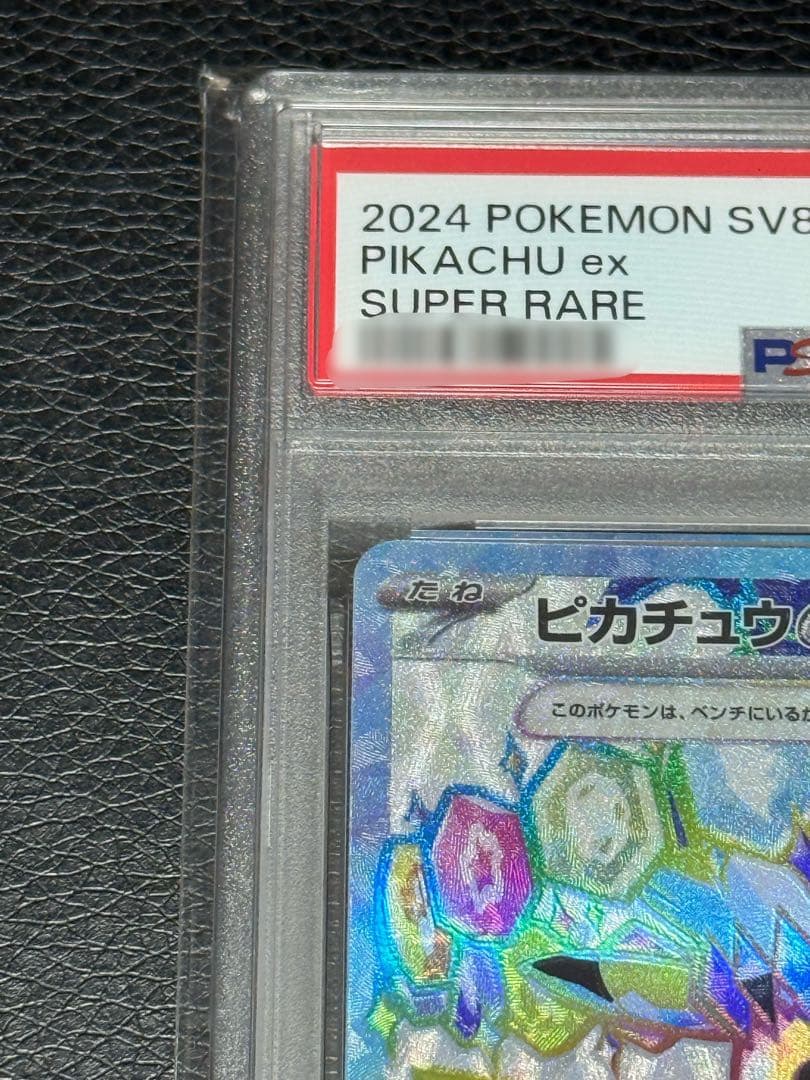 2024 POKEMON SV8
PIKACHU ex
SUPER RARE
PS
たね
ピカチュウ
このポケモンは、ベンチにいる